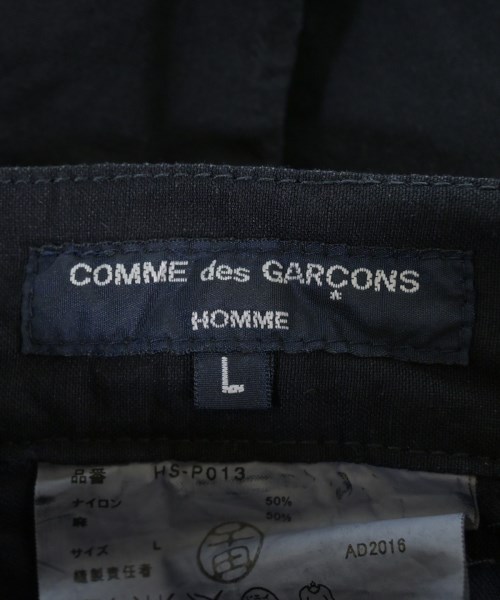 COMME des GARÇONS
HOMME
L
品番 HS-P013
ナイロン 50%
綿 50%
サイズ L AD2016
縫製責任者